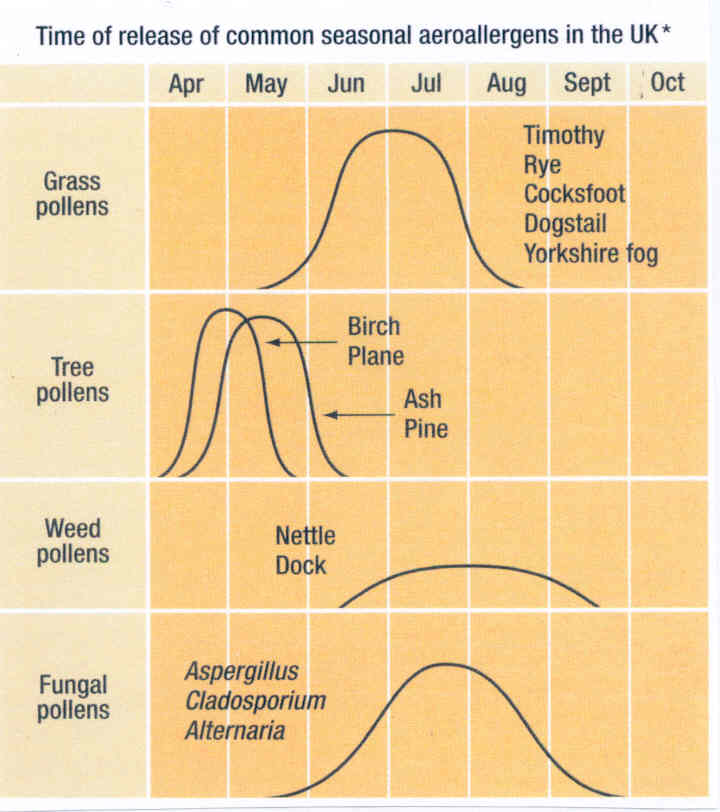 Time of release of common seasonal aeroallergens in the UK*
Apr May Jun Jul Aug Sept Oct
Grass
pollens
Timothy
Rye
Cocksfoot
Dogstail
Yorkshire fog
Tree
pollens
Birch
Plane
Ash
Pine
Weed
pollens
Nettle
Dock
Fungal
pollens
Aspergillus
Cladosporium
Alternaria